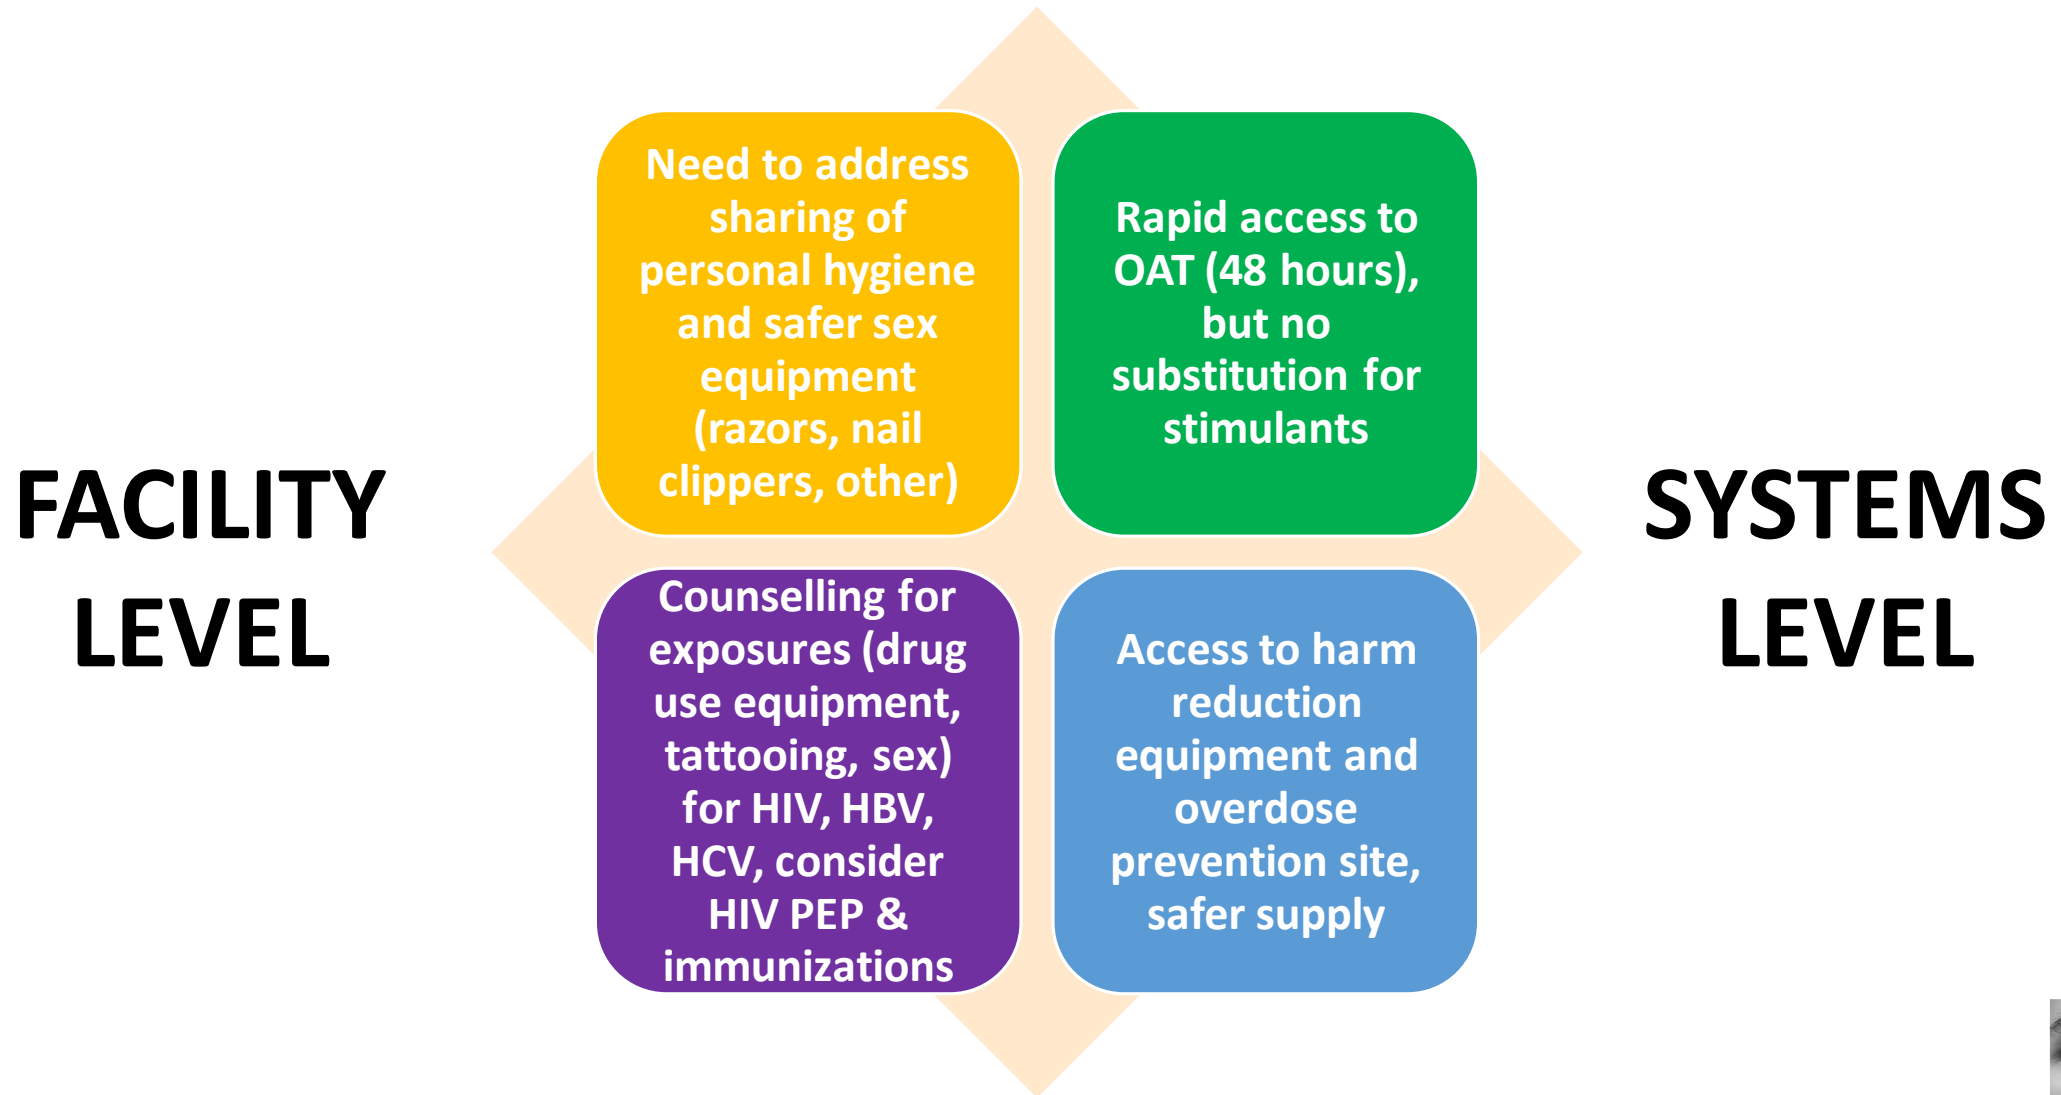 FACILITY
LEVEL
Need to address
sharing of
personal hygiene
and safer sex
equipment
(razors, nail
clippers, other)
Rapid access to
OAT (48 hours),
but no
substitution for
stimulants
Counselling for
exposures (drug
use equipment,
tattooing, sex)
for HIV, HBV,
HCV, consider
HIV PEP &
immunizations
Access to harm
reduction
equipment and
overdose
prevention site,
safer supply
SYSTEMS
LEVEL